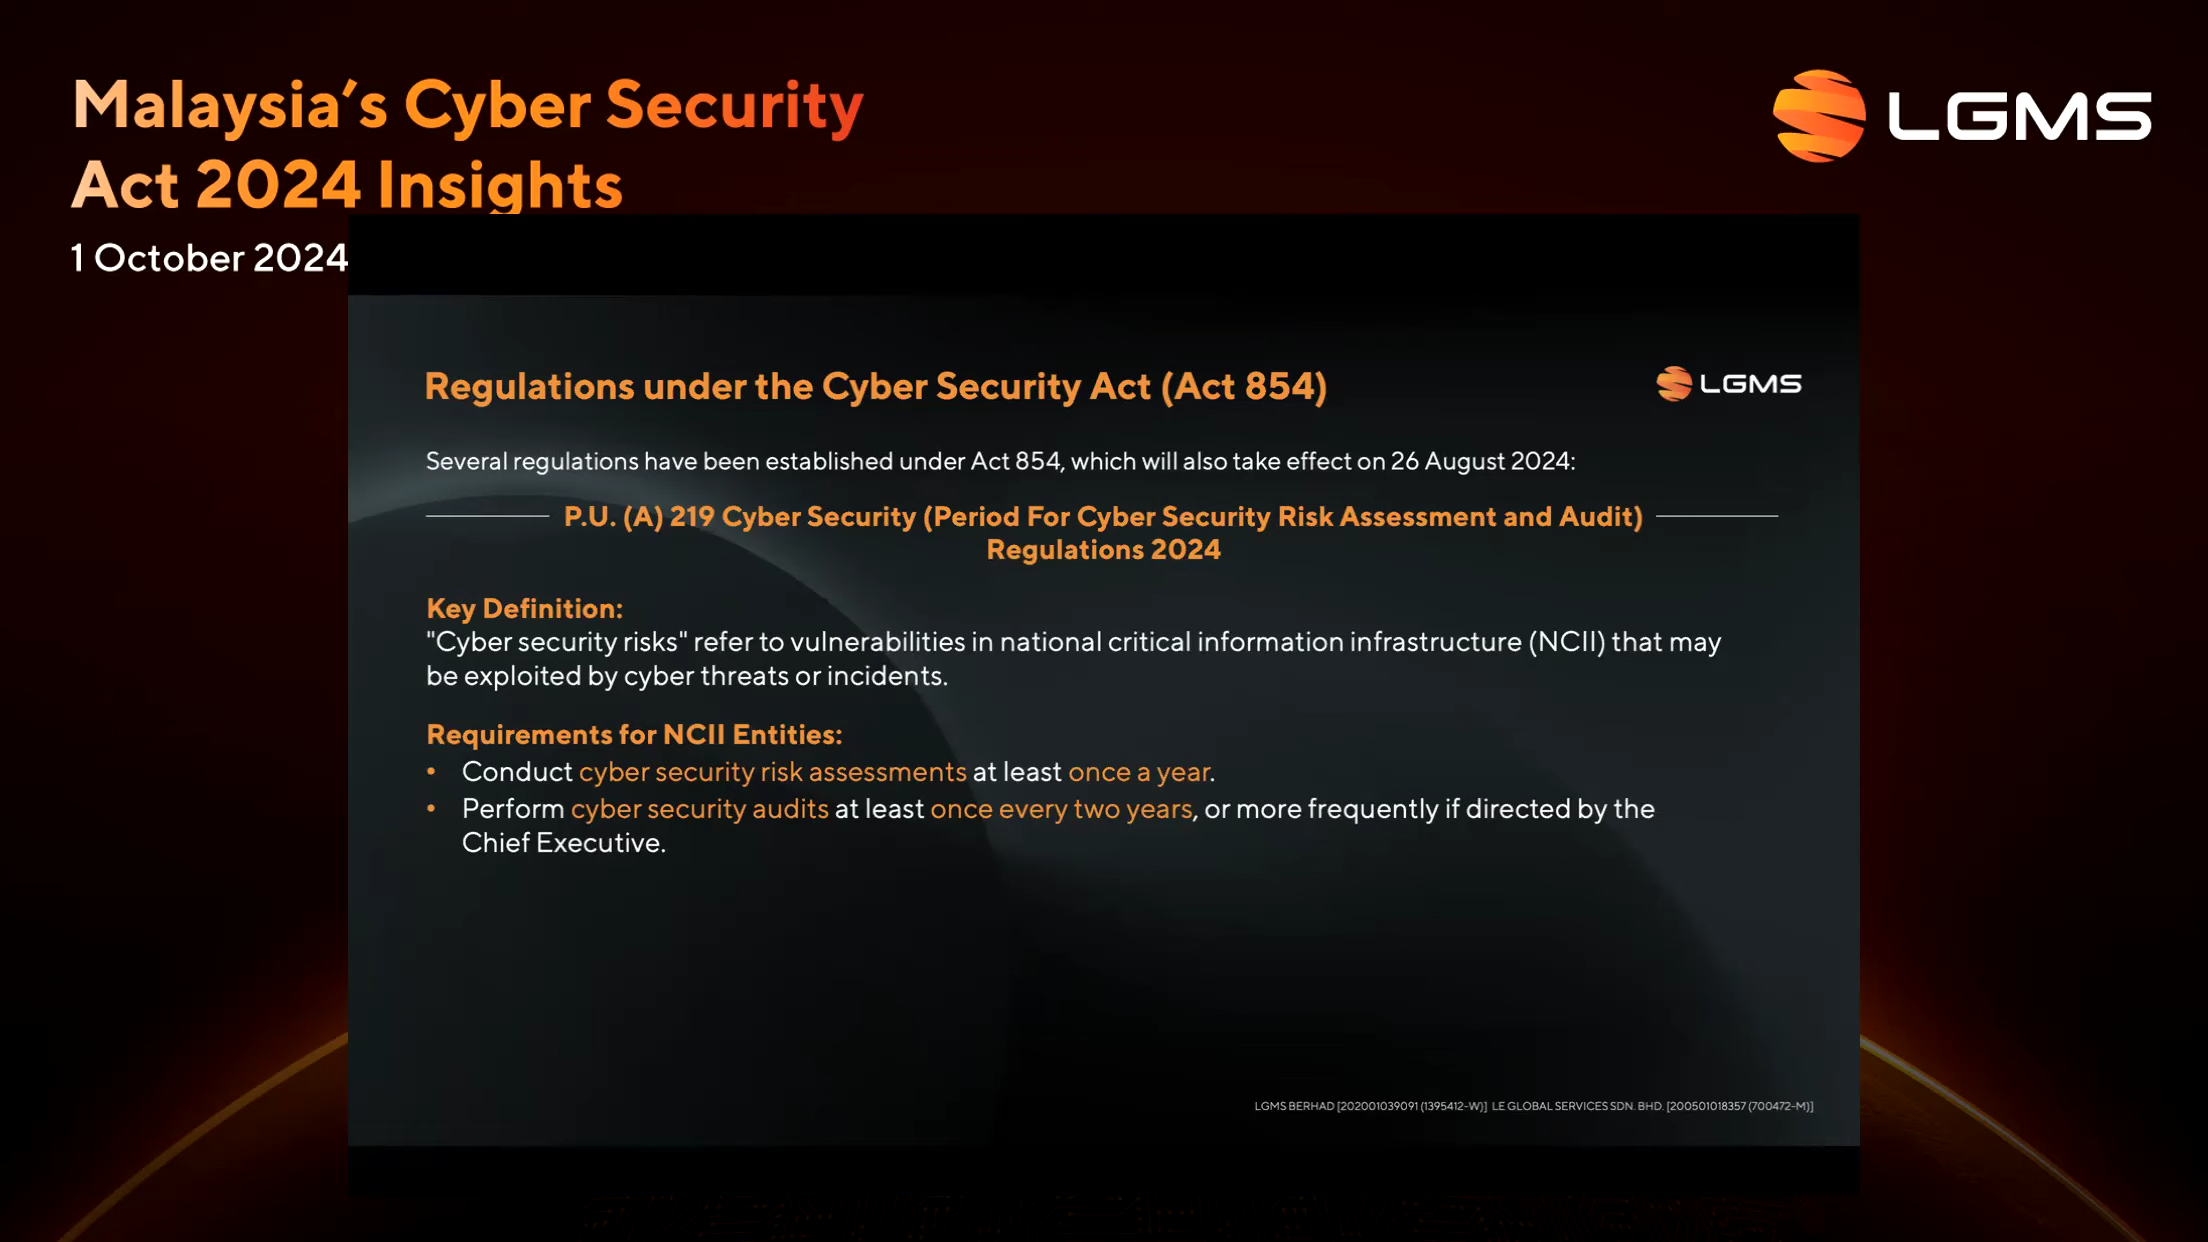 Malaysia's Cyber Security
Act 2024 Insights
1 October 2024
LGMS
Regulations under the Cyber Security Act (Act 854)
LGMS
Several regulations have been established under Act 854, which will also take effect on 26 August 2024:
P.U. (A) 219 Cyber Security (Period For Cyber Security Risk Assessment and Audit)
Regulations 2024
Key Definition:
"Cyber security risks" refer to vulnerabilities in national critical information infrastructure (NCII) that may
be exploited by cyber threats or incidents.
Requirements for NCII Entities:
• Conduct cyber security risk assessments at least once a year.
• Perform cyber security audits at least once every two years, or more frequently if directed by the
Chief Executive.
LGMS BERHAD [202001039091 (1395412-W)] LE GLOBAL SERVICES SDN. BHD. [200501018357 (700472-M)]